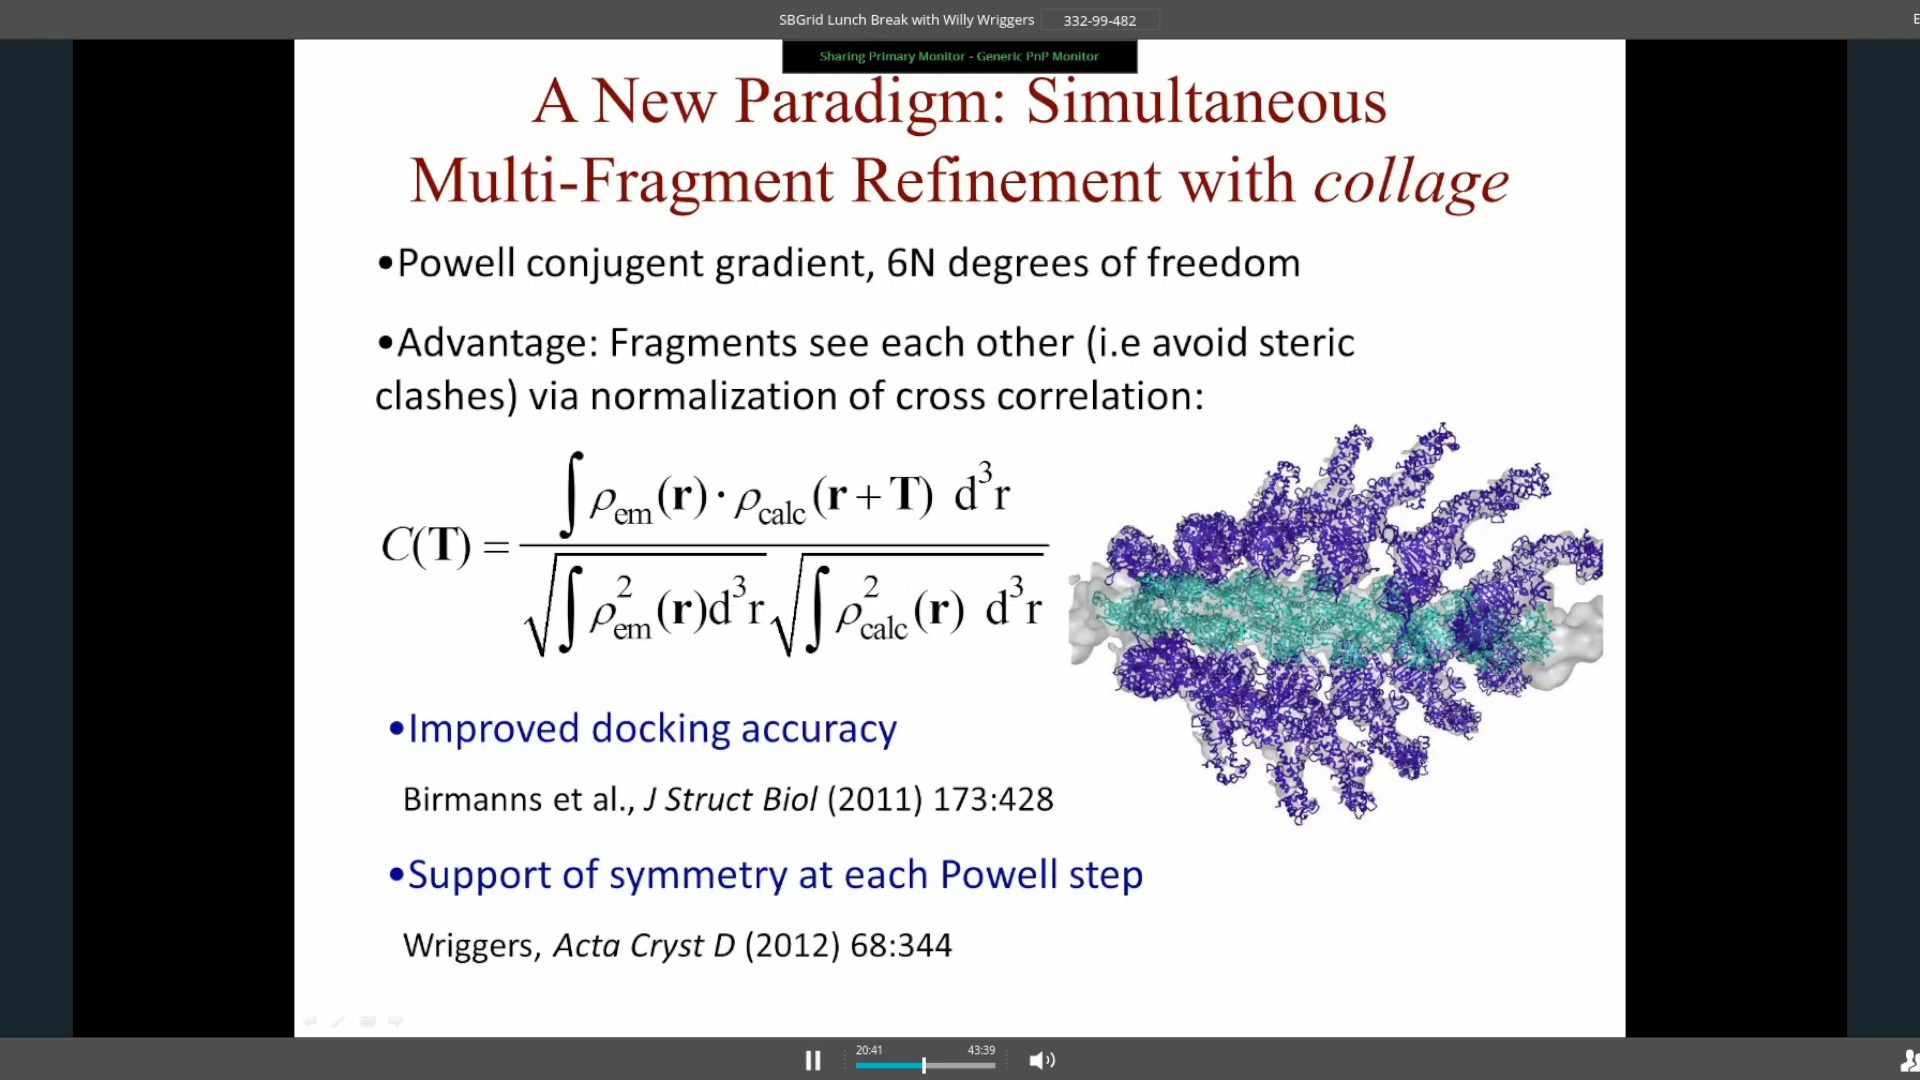 SBGrid Lunch Break with Willy Wriggers 332-99-482 E
Sharing Primary Monitor - Generic PnP Monitor
A New Paradigm: Simultaneous
Multi-Fragment Refinement with collage
•Powell conjugent gradient, 6N degrees of freedom
•Advantage: Fragments see each other (i.e avoid steric
clashes) via normalization of cross correlation:
C(T) = ∫ρem(r)·ρcalc(r+T) d³r / √∫ρ²em(r)d³r √∫ρ²calc(r) d³r
•Improved docking accuracy
Birmanns et al., J Struct Biol (2011) 173:428
•Support of symmetry at each Powell step
Wriggers, Acta Cryst D (2012) 68:344
20:41 43:39